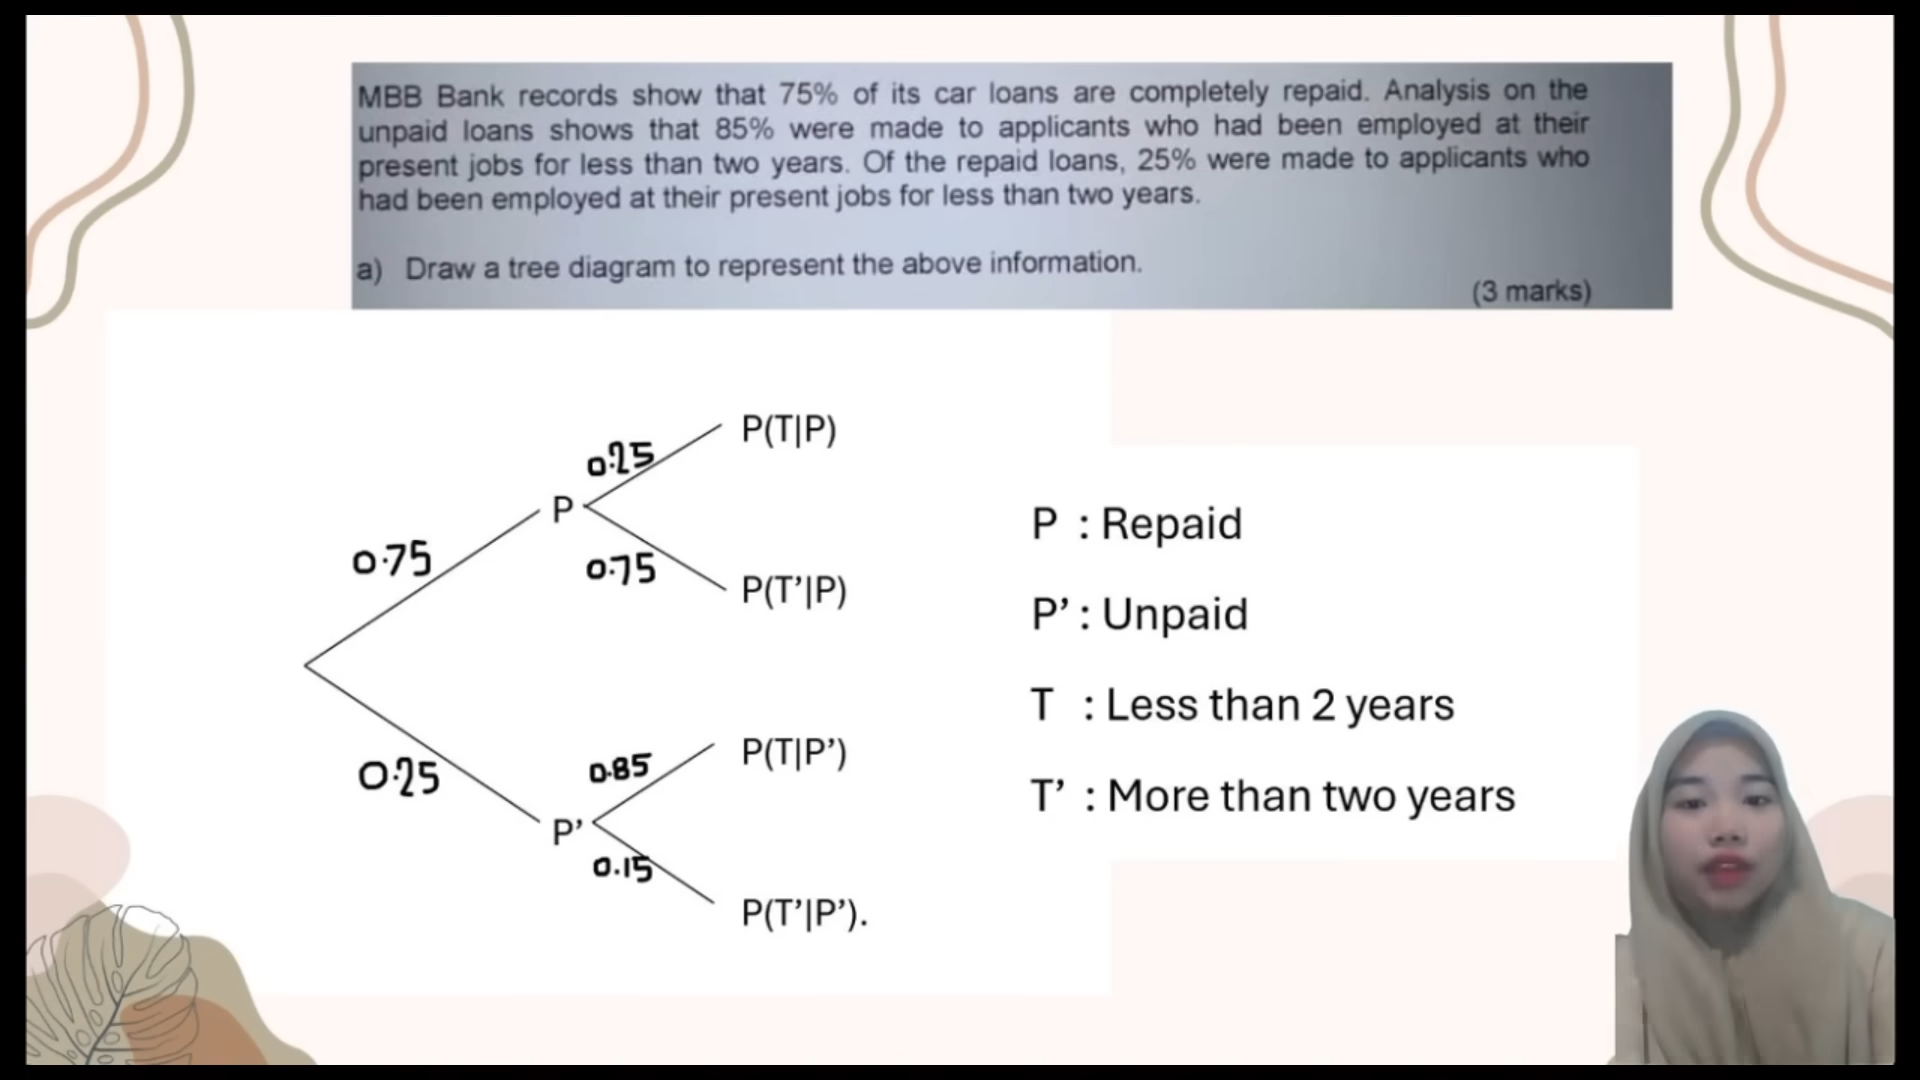 MBB Bank records show that 75% of its car loans are completely repaid. Analysis on the
unpaid loans shows that 85% were made to applicants who had been employed at their
present jobs for less than two years. Of the repaid loans, 25% were made to applicants who
had been employed at their present jobs for less than two years.
a) Draw a tree diagram to represent the above information.
(3 marks)
P(T|P)
0.25
P
0.75
0.75
P(T’|P)
0.25
P’
0.85
P(T|P’)
0.15
P(T’|P’).
P : Repaid
P’ : Unpaid
T : Less than 2 years
T’ : More than two years